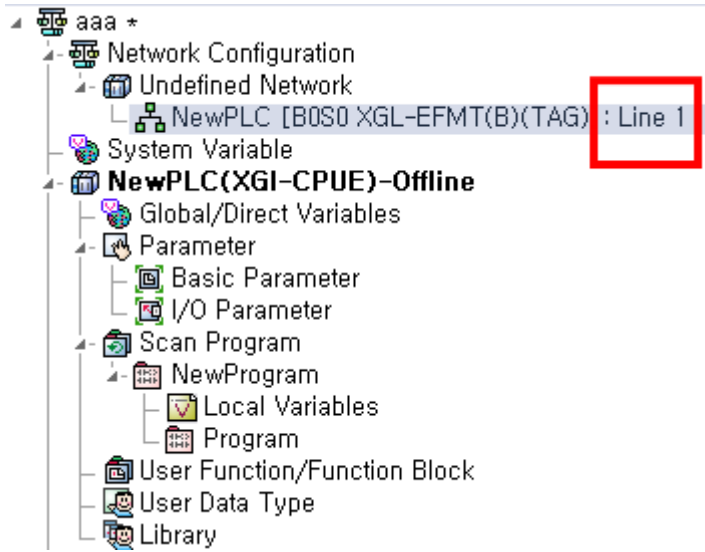 aaa *
Network Configuration
Undefined Network
NewPLC [B0S0 XGL-EFMT(B)(TAG) : Line 1
System Variable
NewPLC(XGI-CPUE)-Offline
Global/Direct Variables
Parameter
Basic Parameter
I/O Parameter
Scan Program
NewProgram
Local Variables
Program
User Function/Function Block
User Data Type
Library